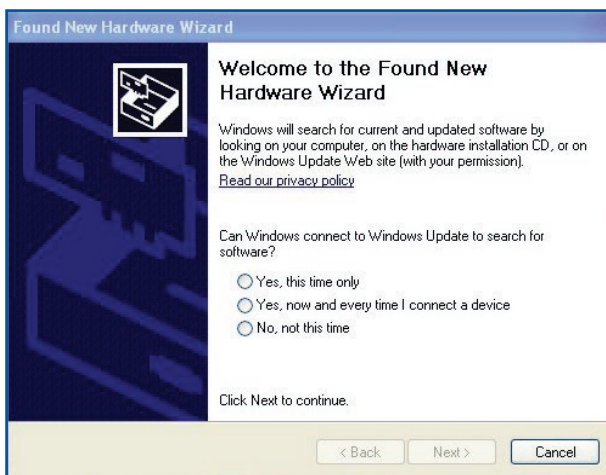 Found New Hardware Wizard
Welcome to the Found New
Hardware Wizard
Windows will search for current and updated software by
looking on your computer, on the hardware installation CD, or on
the Windows Update Web site (with your permission).
Read our privacy policy
Can Windows connect to Windows Update to search for
software?
Yes, this time only
Yes, now and every time I connect a device
No, not this time
Click Next to continue.
< Back
Next >
Cancel